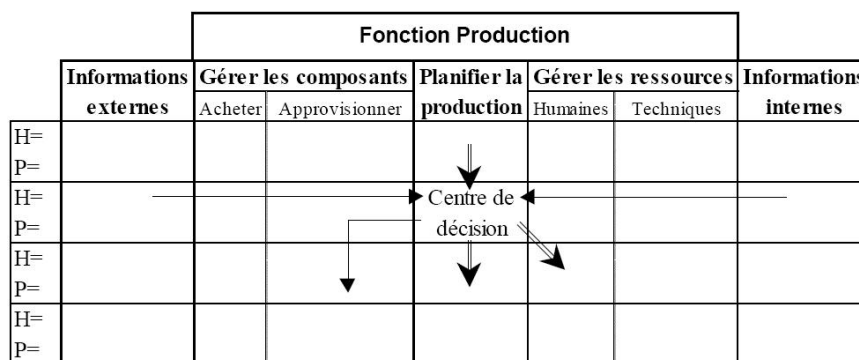 Fonction Production
Informations Gérer les composants Planifier la Gérer les ressources Informations
externes Acheter Approvisionner production Humaines Techniques internes
H=
P=
H= Centre de
P= décision
H=
P=
H=
P=